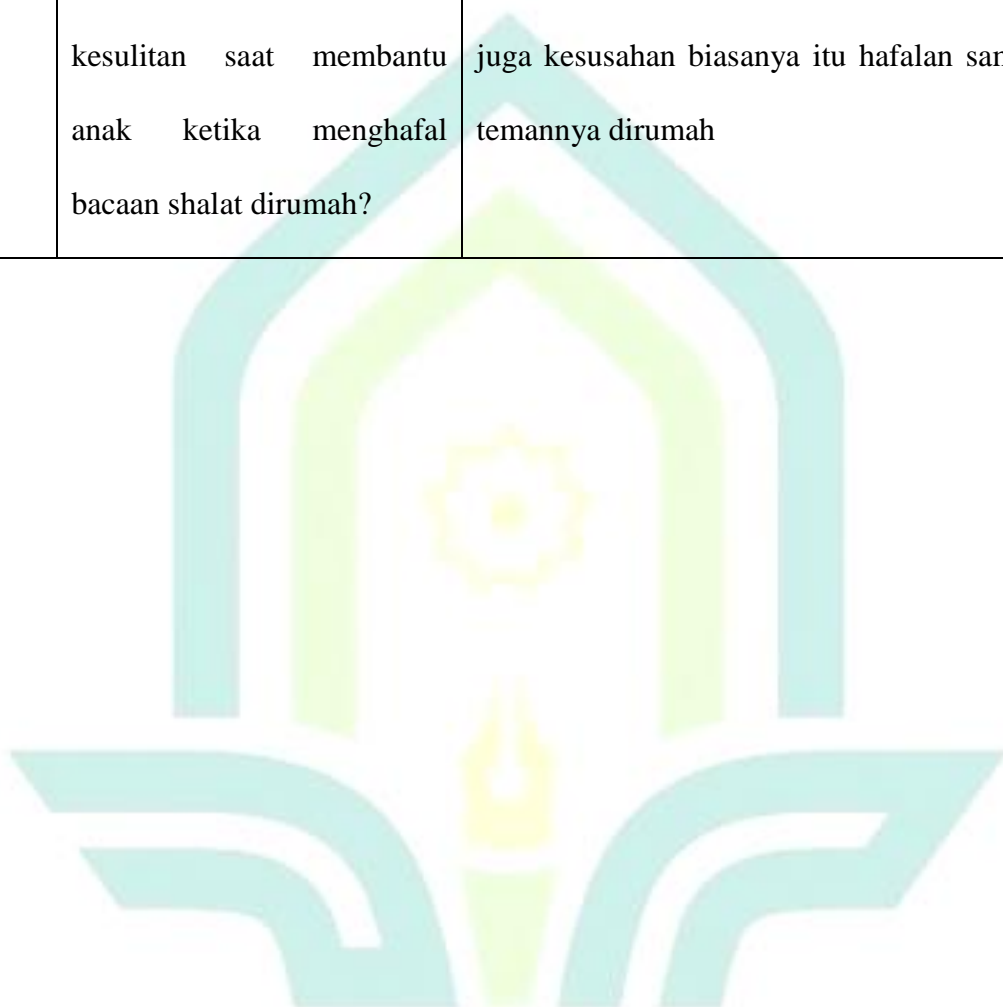 kesulitan saat membantu
anak ketika menghafal
bacaan shalat dirumah?
juga kesusahan biasanya itu hafalan
temannya dirumah